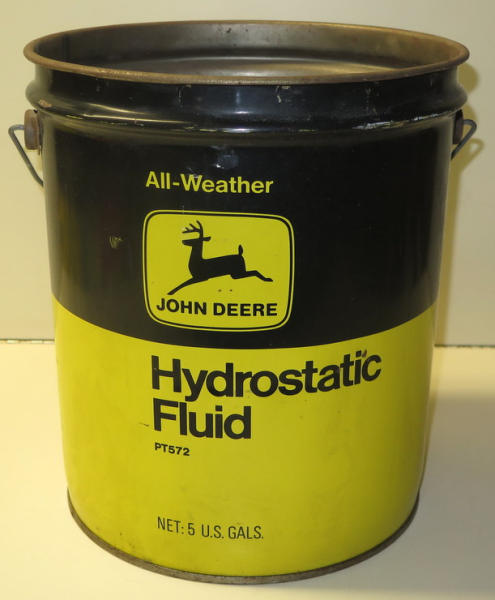 All-Weather
JOHN DEERE
Hydrostatic
Fluid
PT572
NET: 5 U.S. GALS.